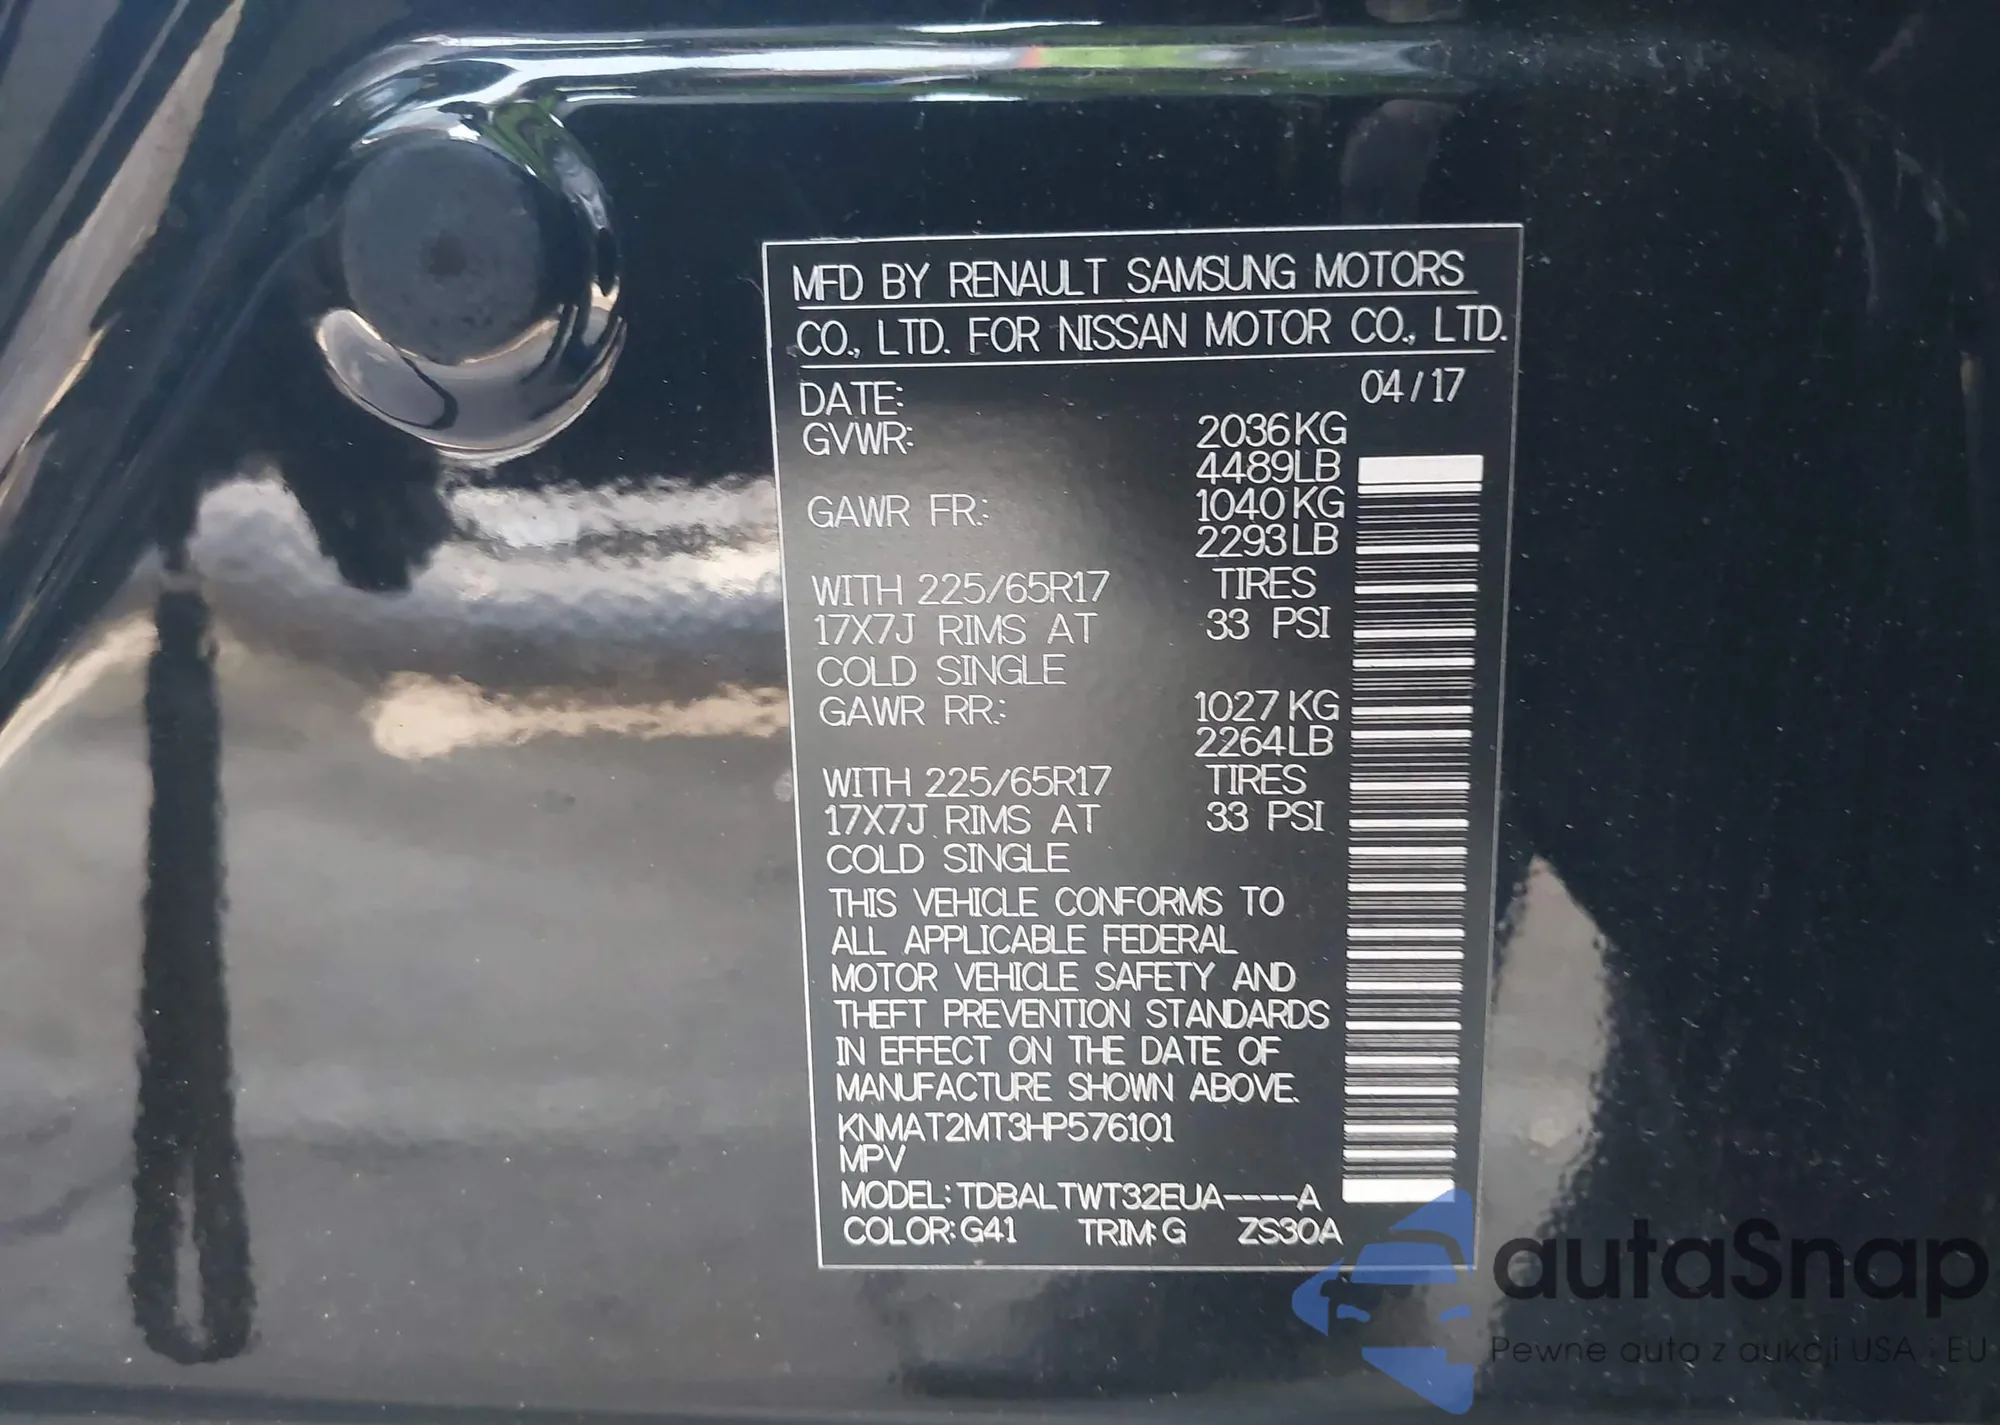 MFD BY RENAULT SAMSUNG MOTORS
CO., LTD. FOR NISSAN MOTOR CO., LTD.
DATE: 04/17
GVWR: 2036KG
4489LB
GAWR FR.: 1040KG
2293LB
WITH 225/65R17 TIRES
17X7J RIMS AT 33 PSI
COLD SINGLE
GAWR RR.: 1027KG
2264LB
WITH 225/65R17 TIRES
17X7J RIMS AT 33 PSI
COLD SINGLE
THIS VEHICLE CONFORMS TO
ALL APPLICABLE FEDERAL
MOTOR VEHICLE SAFETY AND
THEFT PREVENTION STANDARDS
IN EFFECT ON THE DATE OF
MANUFACTURE SHOWN ABOVE.
KNMAT2MT3HP576101
MPV
MODEL: TDBALTWT32EUA----A
COLOR: G41 TRIM: G ZS30A
autaSnap
Pewne auta z aukcji USA i EU